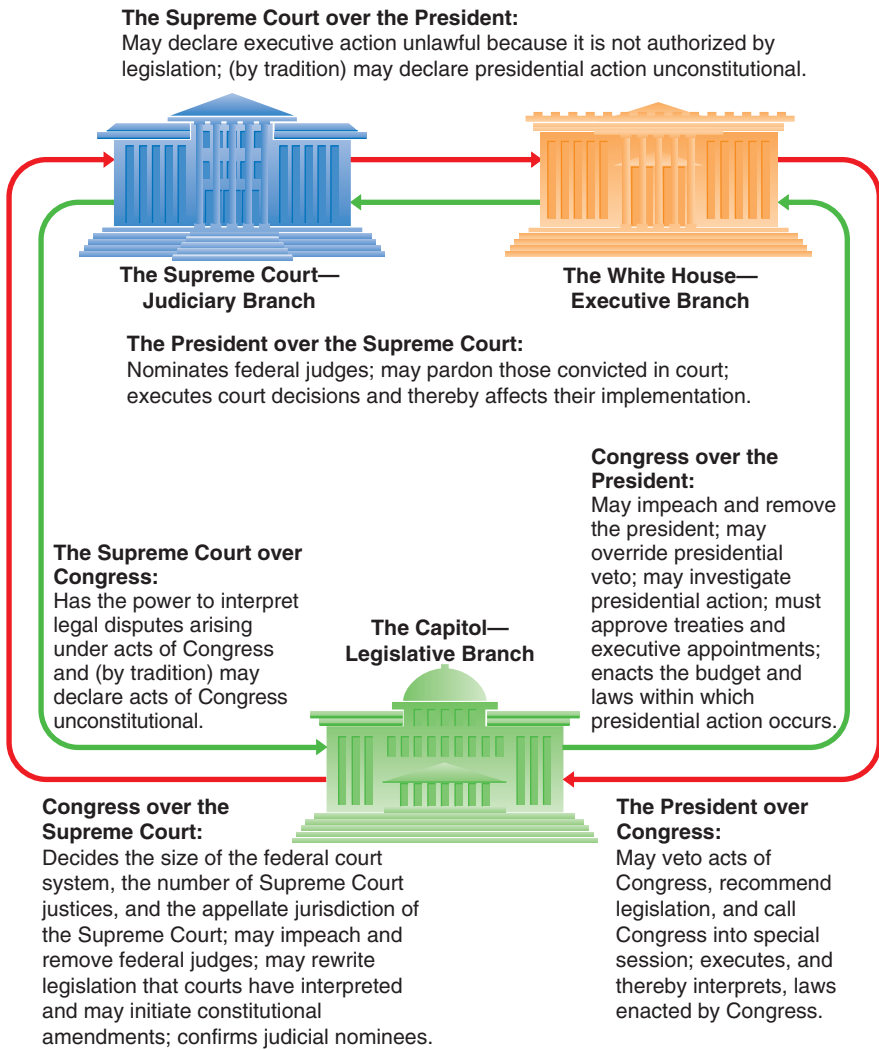 The Supreme Court over the President:
May declare executive action unlawful because it is not authorized by
legislation; (by tradition) may declare presidential action unconstitutional.
The Supreme Court—
Judiciary Branch
The White House—
Executive Branch
The President over the Supreme Court:
Nominates federal judges; may pardon those convicted in court;
executes court decisions and thereby affects their implementation.
Congress over the
President:
May impeach and remove
the president; may
override presidential
veto; may investigate
presidential action; must
approve treaties and
executive appointments;
enacts the budget and
laws within which
presidential action occurs.
The Supreme Court over
Congress:
Has the power to interpret
legal disputes arising
under acts of Congress
and (by tradition) may
declare acts of Congress
unconstitutional.
The Capitol—
Legislative Branch
Congress over the
Supreme Court:
Decides the size of the federal court
system, the number of Supreme Court
justices, and the appellate jurisdiction of
the Supreme Court; may impeach and
remove federal judges; may rewrite
legislation that courts have interpreted
and may initiate constitutional
amendments; confirms judicial nominees.
The President over
Congress:
May veto acts of
Congress, recommend
legislation, and call
Congress into special
session; executes, and
thereby interprets, laws
enacted by Congress.